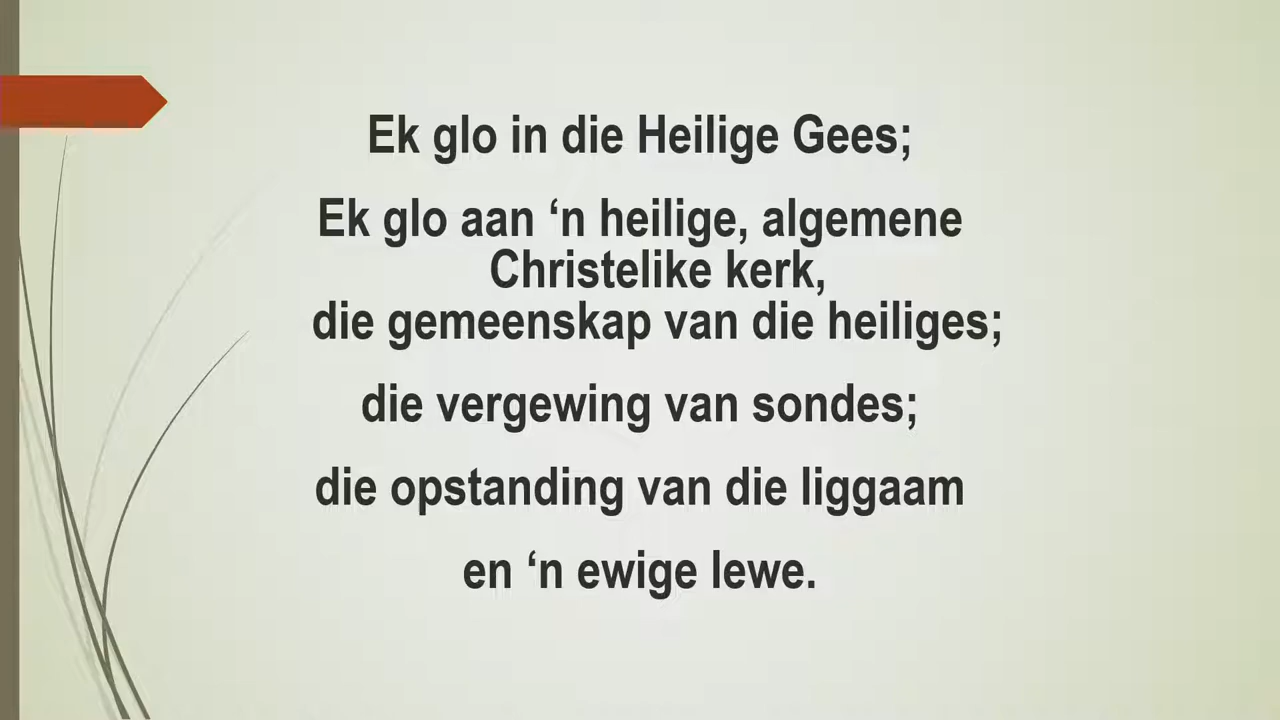 Ek glo in die Heilige Gees;
Ek glo aan ‘n heilige, algemene
Christelike kerk,
die gemeenskap van die heiliges;
die vergewing van sondes;
die opstanding van die liggaam
en ‘n ewige lewe.